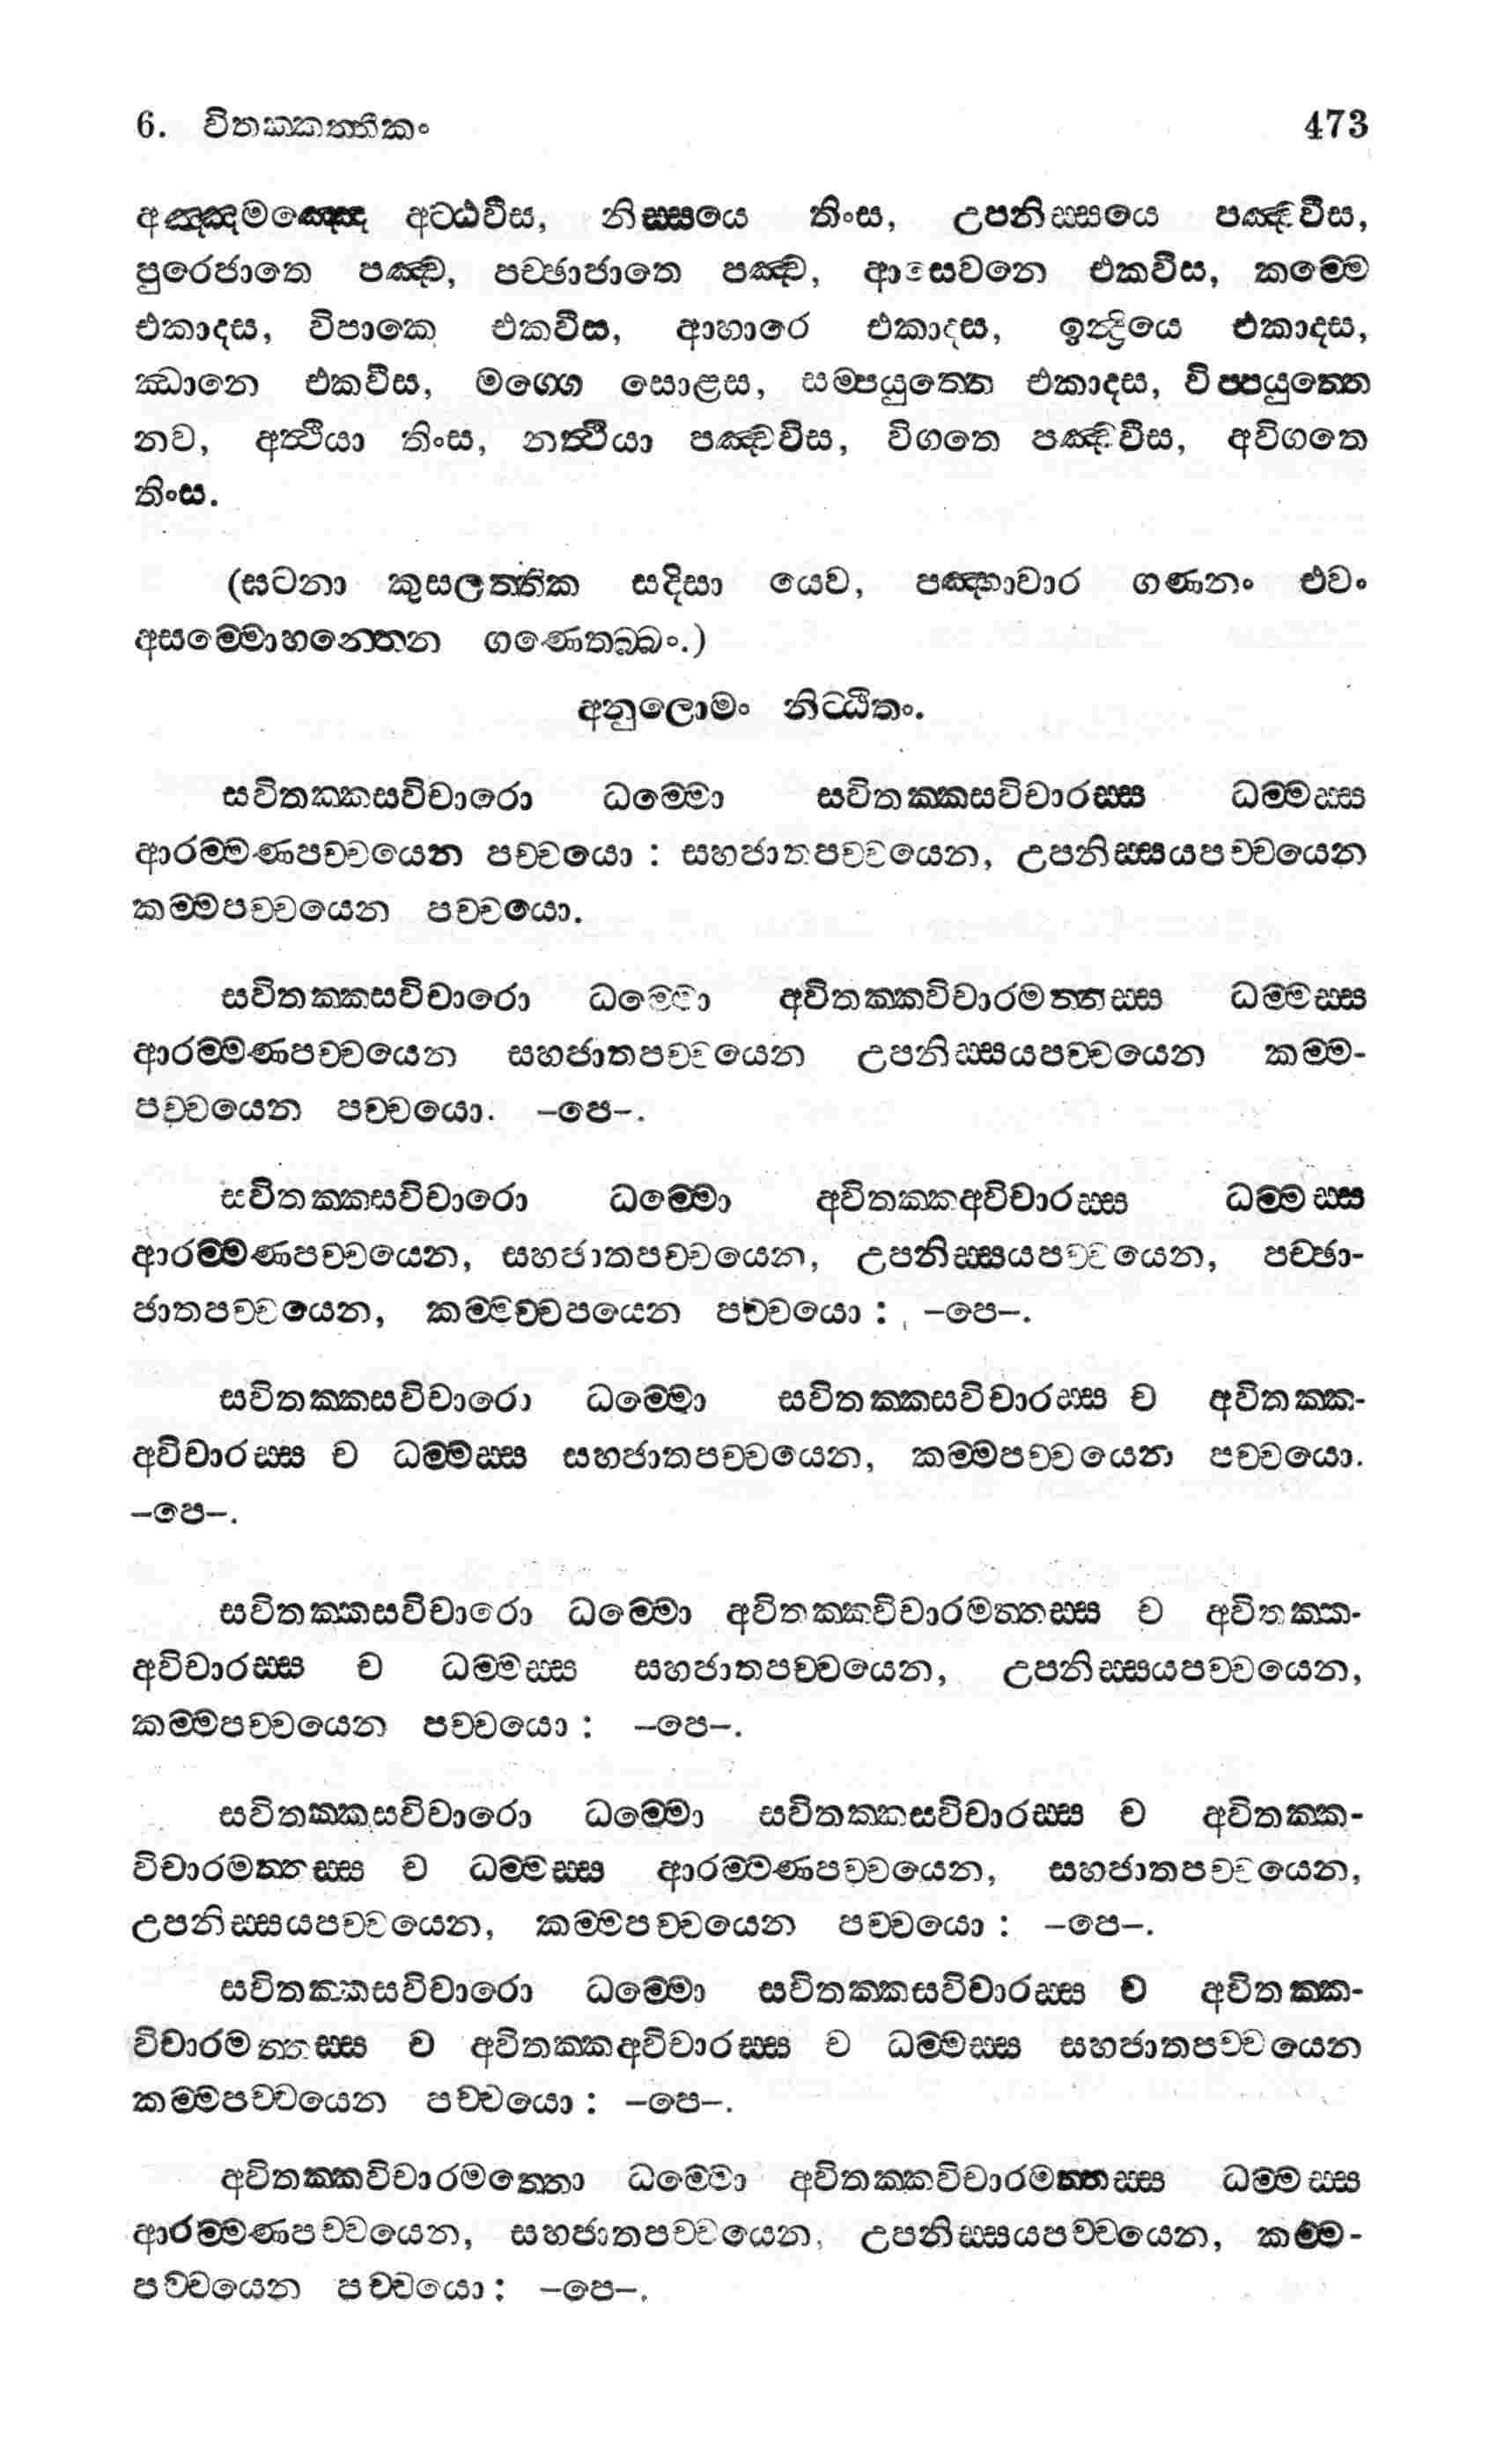 6. විතක්කත්තිකං 473
අඤ්ඤමඤ්ඤෙ අට්ඨවීස, නිස්සයෙ තිංස, උපනිස්සයෙ පඤ්චවීස,
පුරෙජාතෙ පඤ්ච, පච්ඡාජාතෙ පඤ්ච, ආසෙවනෙ එකවීස, කම්මෙ
එකාදස, විපාකෙ එකවීස, ආහාරෙ එකාදස, ඉන්ද්‍රියෙ එකාදස,
ඣානෙ එකවීස, මග්ගෙ සොළස, සම්පයුත්තෙ එකාදස, විප්පයුත්තෙ
නව, අත්ථියා තිංස, නත්ථියා පඤ්චවීස, විගතෙ පඤ්චවීස, අවිගතෙ
තිංස.
(ඝටනා කුසලත්තික සදිසා යෙව, පඤ්හාවාර ගණනං එවං
අසම්මොහන්තෙන ගණෙතබ්බං.)
අනුලොමං නිට්ඨිතං.
සවිතක්කසවිචාරො ධම්මො සවිතක්කසවිචාරස්ස ධම්මස්ස
ආරම්මණපච්චයෙන පච්චයො : සහජාතපච්චයෙන, උපනිස්සයපච්චයෙන
කම්මපච්චයෙන පච්චයො.
සවිතක්කසවිචාරො ධම්මො අවිතක්කවිචාරමත්තස්ස ධම්මස්ස
ආරම්මණපච්චයෙන සහජාතපච්චයෙන උපනිස්සයපච්චයෙන කම්ම-
පච්චයෙන පච්චයො. –පෙ–.
සවිතක්කසවිචාරො ධම්මො අවිතක්කඅවිචාරස්ස ධම්මස්ස
ආරම්මණපච්චයෙන, සහජාතපච්චයෙන, උපනිස්සයපච්චයෙන, පච්ඡා-
ජාතපච්චයෙන, කම්මච්චපයෙන පච්චයො : –පෙ–.
සවිතක්කසවිචාරො ධම්මො සවිතක්කසවිචාරස්ස ච අවිතක්ක-
අවිචාරස්ස ච ධම්මස්ස සහජාතපච්චයෙන, කම්මපච්චයෙන පච්චයො.
–පෙ–.
සවිතක්කසවිචාරො ධම්මො අවිතක්කවිචාරමත්තස්ස ච අවිතක්ක-
අවිචාරස්ස ච ධම්මස්ස සහජාතපච්චයෙන, උපනිස්සයපච්චයෙන,
කම්මපච්චයෙන පච්චයො : –පෙ–.
සවිතක්කසවිචාරො ධම්මො සවිතක්කසවිචාරස්ස ච අවිතක්ක-
විචාරමත්තස්ස ච ධම්මස්ස ආරම්මණපච්චයෙන, සහජාතපච්චයෙන,
උපනිස්සයපච්චයෙන, කම්මපච්චයෙන පච්චයො : –පෙ–.
සවිතක්කසවිචාරො ධම්මො සවිතක්කසවිචාරස්ස ච අවිතක්ක-
විචාරමත්තස්ස ච අවිතක්කඅවිචාරස්ස ච ධම්මස්ස සහජාතපච්චයෙන
කම්මපච්චයෙන පච්චයො : –පෙ–.
අවිතක්කවිචාරමත්තො ධම්මො අවිතක්කවිචාරමත්තස්ස ධම්මස්ස
ආරම්මණපච්චයෙන, සහජාතපච්චයෙන, උපනිස්සයපච්චයෙන, කම්ම-
පච්චයෙන පච්චයො : –පෙ–.